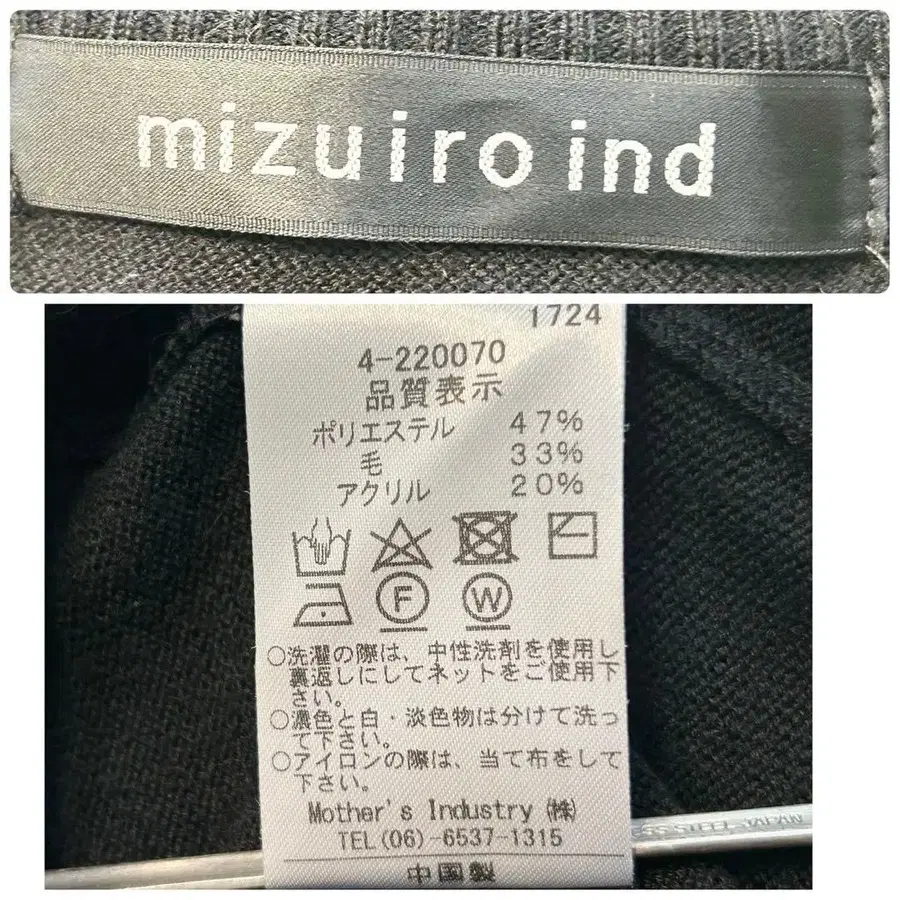 mizuiro ind
1724
4-220070
品質表示
ポリエステル 47%
毛 33%
アクリル 20%
F W
○洗濯の際は、中性洗剤を使用し
裏返しにしてネットをご使用下
さい。
○濃色と白・淡色物は分けて洗っ
て下さい。
○アイロンの際は、当て布をして
下さい。
Mother's Industry ㈱
TEL(06)-6537-1315
中国製
ESS STEEL JAPAN